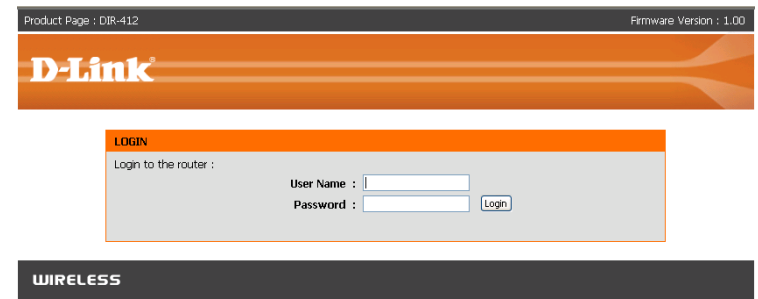 Product Page : DIR-412 Firmware Version : 1.00
D-Link
LOGIN
Login to the router :
User Name :
Password : Login
WIRELESS